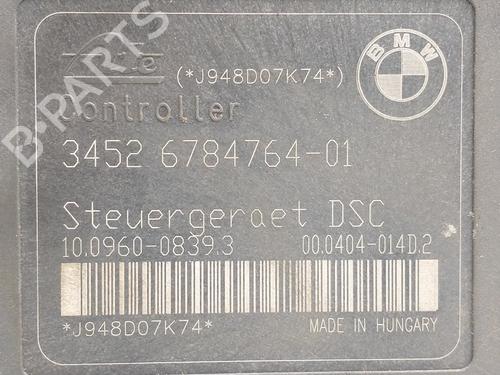 (*J948D07K74*)
BMW
Controller
3452 6784764-01
Steuergeraet DSC
10.0960-0839.3 00.0404-014D.2
*J948D07K74*
MADE IN HUNGARY
B-PARTS